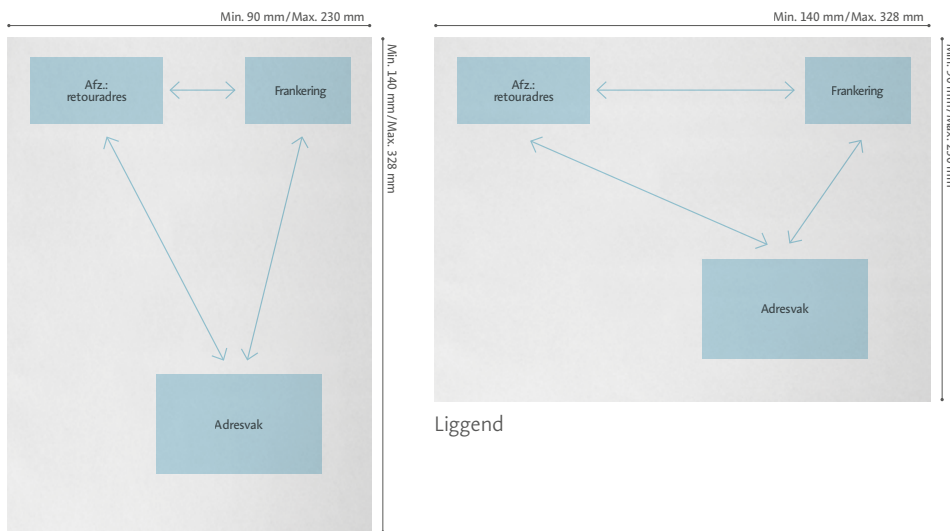 Min. 90 mm/Max. 230 mm
Afz.:
retouradres
Frankering
Min. 140 mm/Max. 328 mm
Adresvak
Min. 140 mm/Max. 328 mm
Afz.:
retouradres
Frankering
Adresvak
Liggend